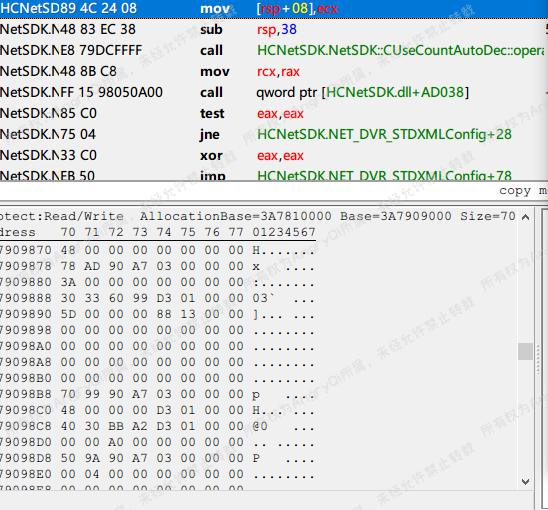 HCNetSD89 4C 24 08 mov [rsp+08],ecx
NetSDK.N48 83 EC 38 sub rsp,38
NetSDK.NE8 79DCFFFF call HCNetSDK.NetSDK::CUseCountAutoDec::opera
NetSDK.N48 8B C8 mov rcx,rax
NetSDK.NFF 15 98050A00 call qword ptr [HCNetSDK.dll+AD038]
NetSDK.N85 C0 test eax,eax
NetSDK.N75 04 jne HCNetSDK.NET_DVR_STDXMLConfig+28
NetSDK.N33 C0 xor eax,eax
NetSDK.NEB 50 jmp HCNetSDK.NET_DVR_STDXMLConfig+78
copy m
otect:Read/Write AllocationBase=3A7810000 Base=3A7909000 Size=70
dress 70 71 72 73 74 75 76 77 01234567
7909870 48 00 00 00 00 00 00 00 H.......
7909878 78 AD 90 A7 03 00 00 00 x ....
7909880 3A 00 00 00 00 00 00 00 :.......
7909888 30 33 60 99 D3 01 00 00 03` ...
7909890 5D 00 00 00 88 13 00 00 ]... ...
7909898 00 00 00 00 00 00 00 00 ........
79098A0 00 00 00 00 00 00 00 00 ........
79098A8 00 00 00 00 00 00 00 00 ........
79098B0 00 00 00 00 00 00 00 00 ........
79098B8 70 99 90 A7 03 00 00 00 p ....
79098C0 48 00 00 00 D3 01 00 00 H... ...
79098C8 40 30 BB A2 D3 01 00 00 @0 ...
79098D0 00 00 A0 00 00 00 00 00 .. .....
79098D8 50 9A 90 A7 03 00 00 00 P ....
79098E0 00 04 00 00 00 00 00 00 ........
79098E8 00 00 00 00 00 00 00 00 ........